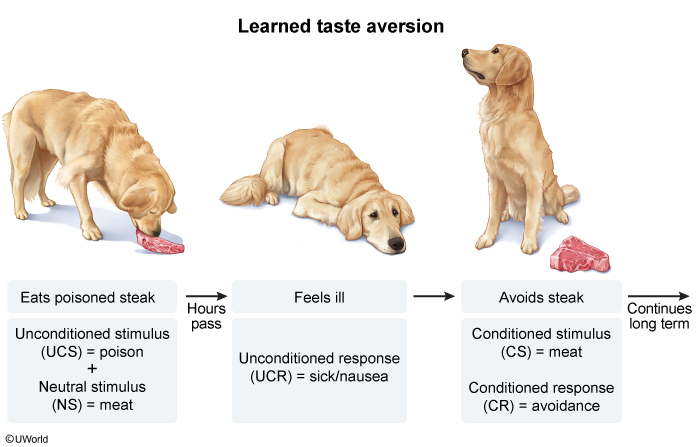 Learned taste aversion
Eats poisoned steak
Hours
pass
Feels ill
Avoids steak
Continues
long term
Unconditioned stimulus
(UCS) = poison
+
Neutral stimulus
(NS) = meat
Unconditioned response
(UCR) = sick/nausea
Conditioned stimulus
(CS) = meat
Conditioned response
(CR) = avoidance
©UWorld